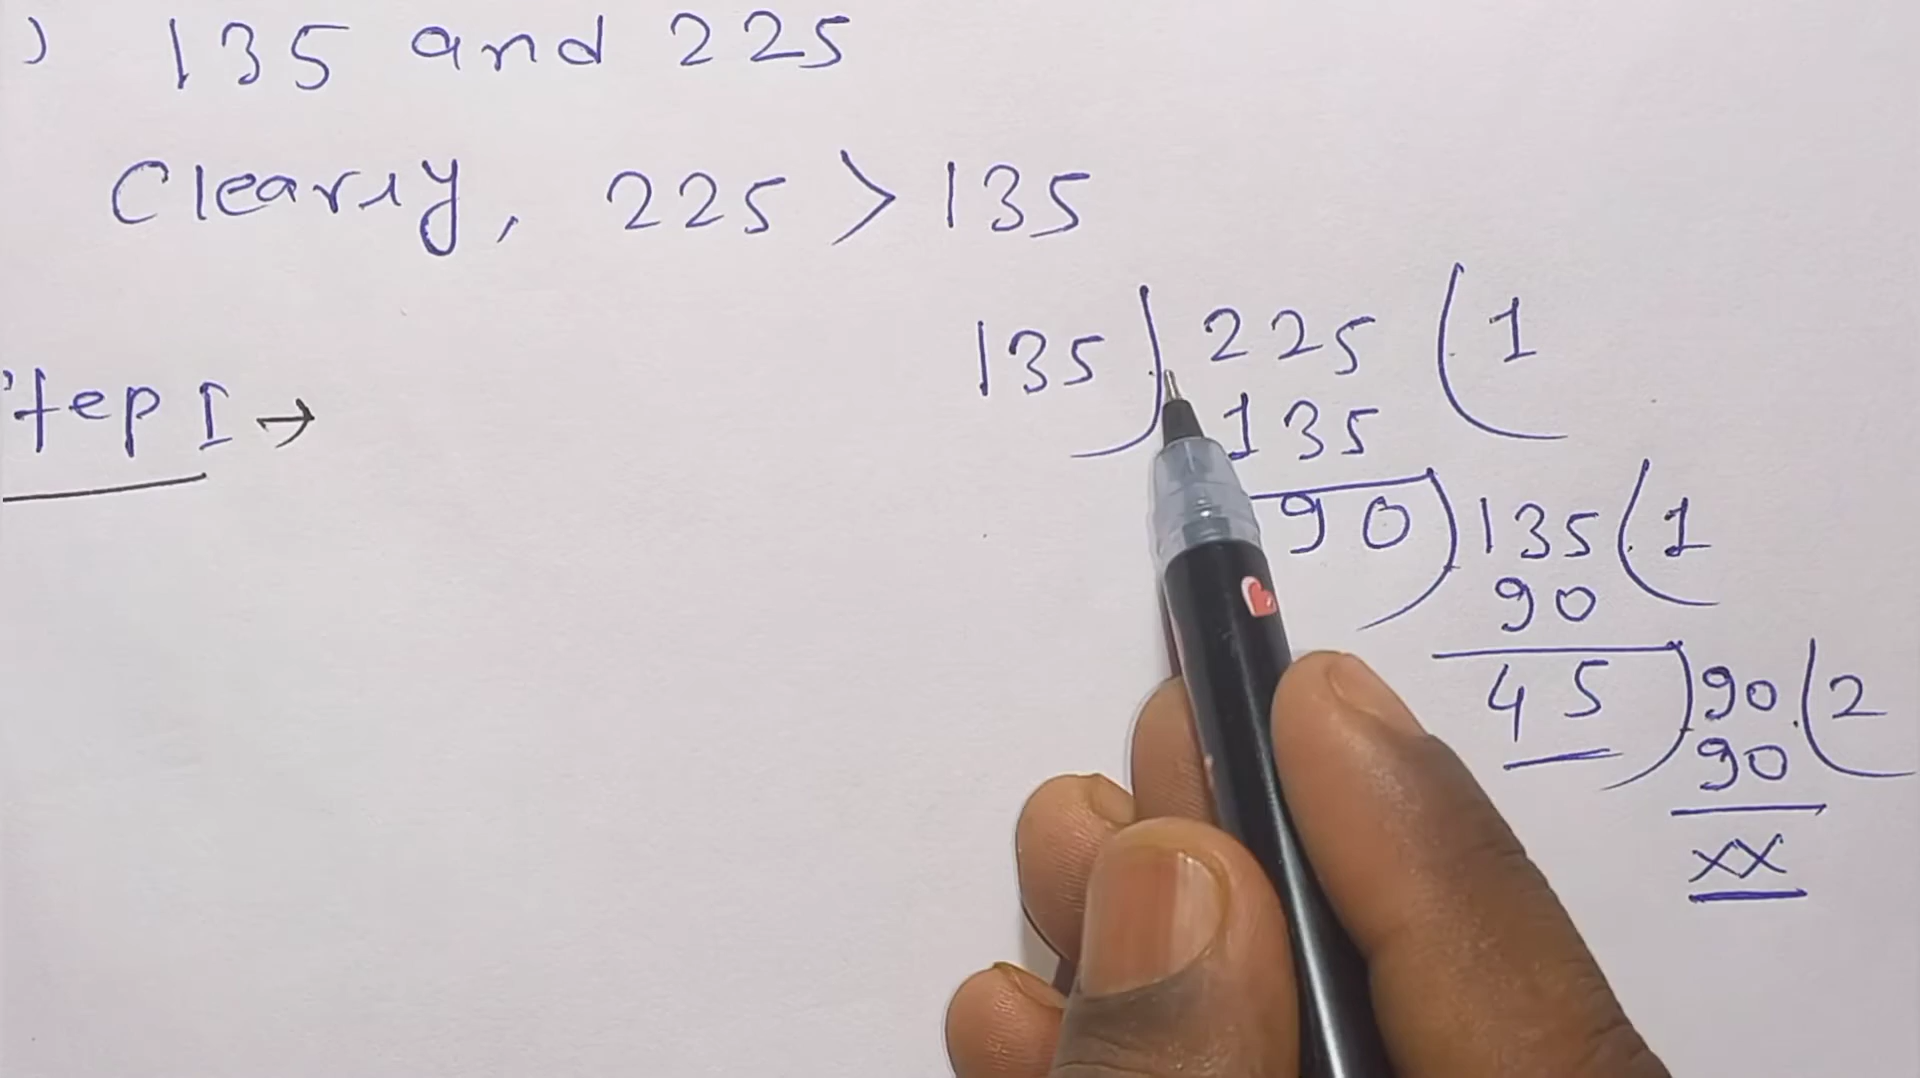 ) 135 and 225
Clearly, 225 > 135
135 ) 225 ( 1
135
tep I →
90 ) 135 ( 1
90
45 ) 90 ( 2
90
xx